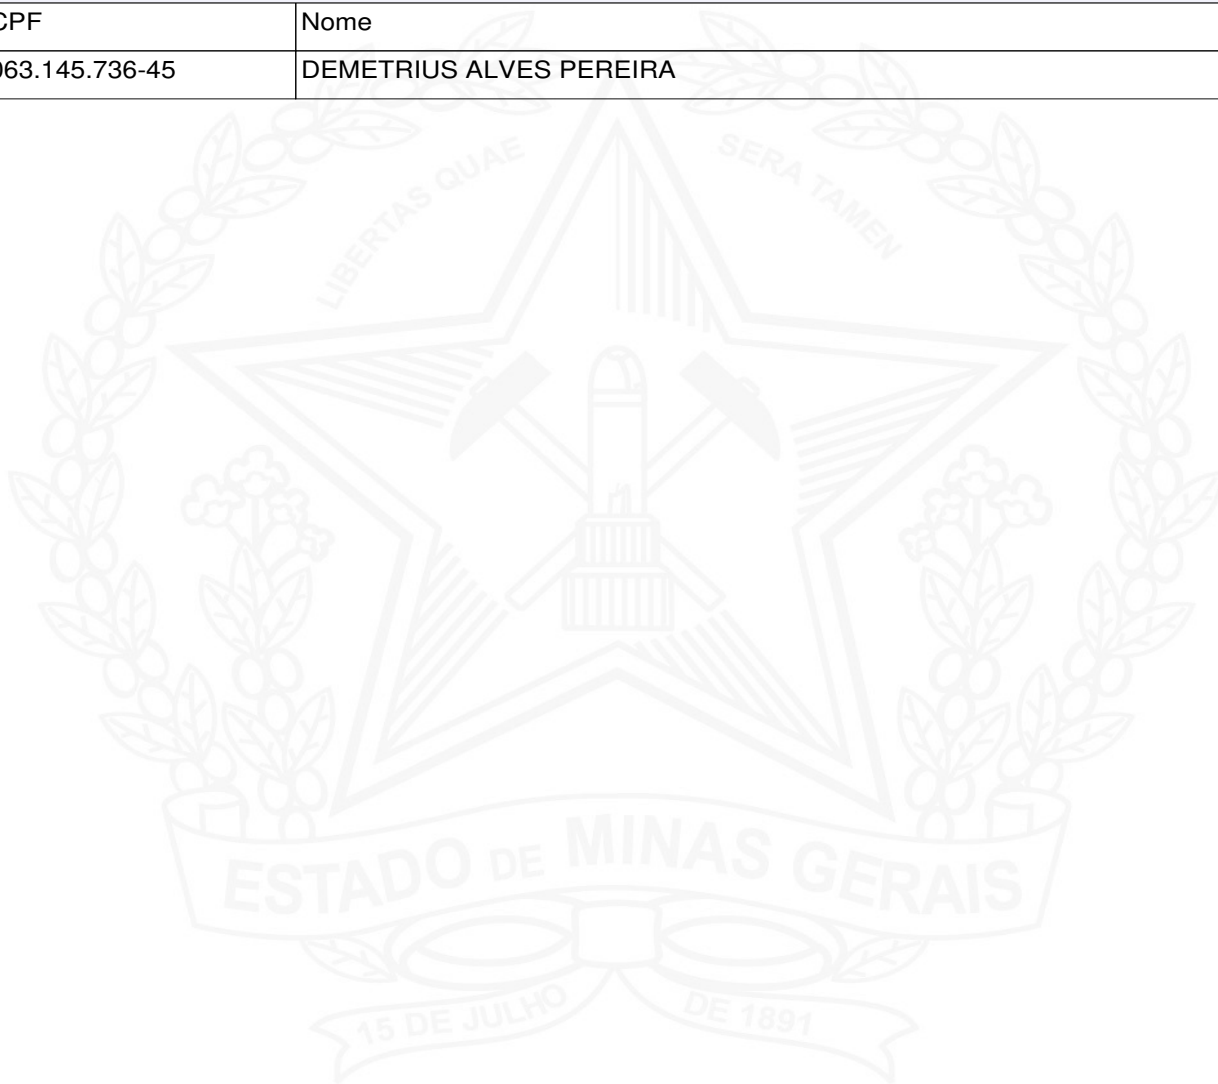 CPF Nome
063.145.736-45 DEMETRIUS ALVES PEREIRA
LIBERTAS QUAE SERA TAMEN
ESTADO DE MINAS GERAIS
15 DE JULHO DE 1891